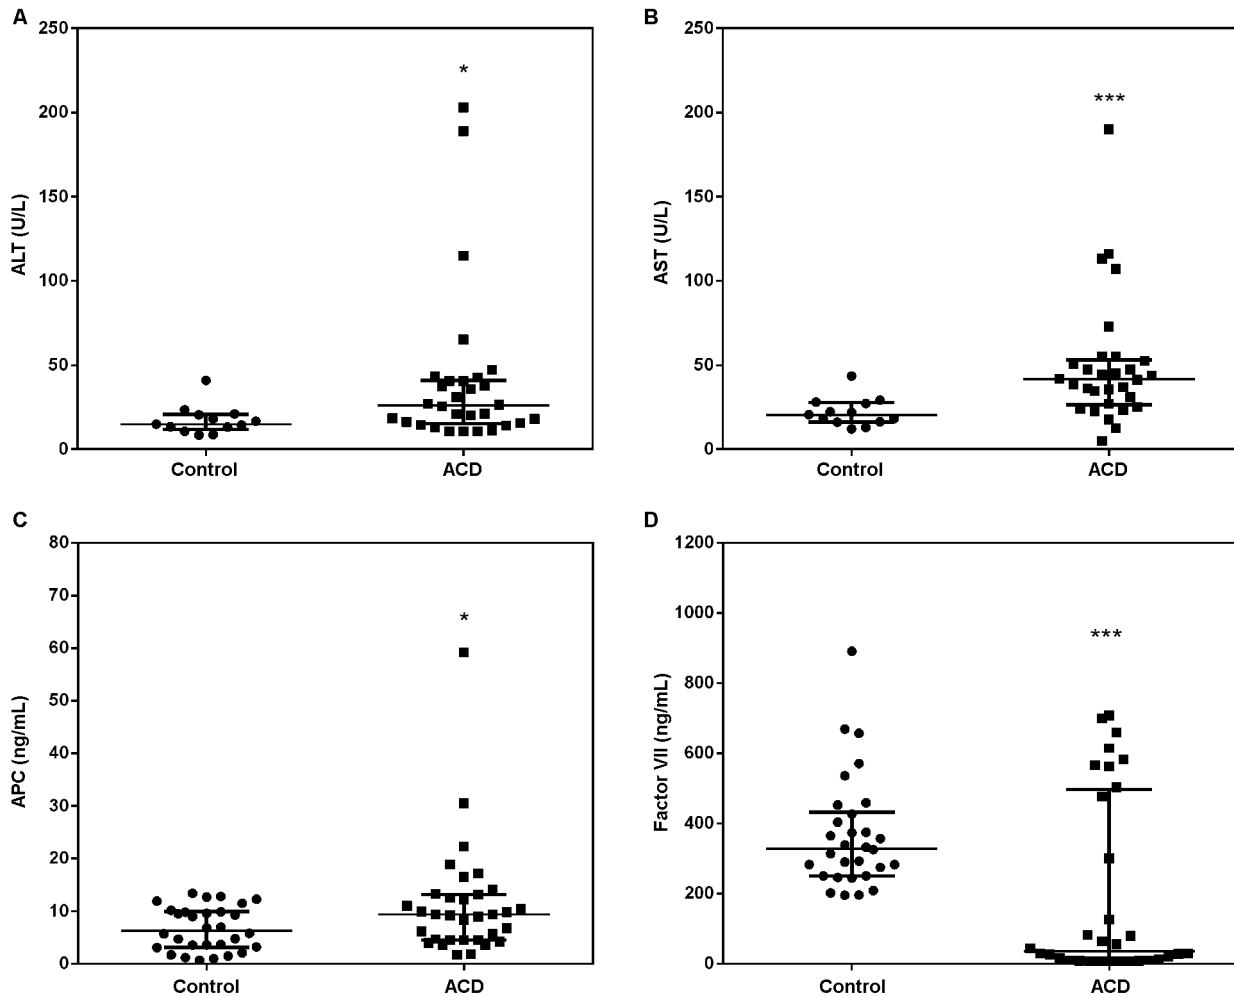 A
ALT (U/L)
250
200
150
100
50
0
*
Control
ACD
B
AST (U/L)
250
200
150
100
50
0
***
Control
ACD
C
APC (ng/mL)
80
70
60
50
40
30
20
10
0
*
Control
ACD
D
Factor VII (ng/mL)
1200
1000
800
600
400
200
0
***
Control
ACD